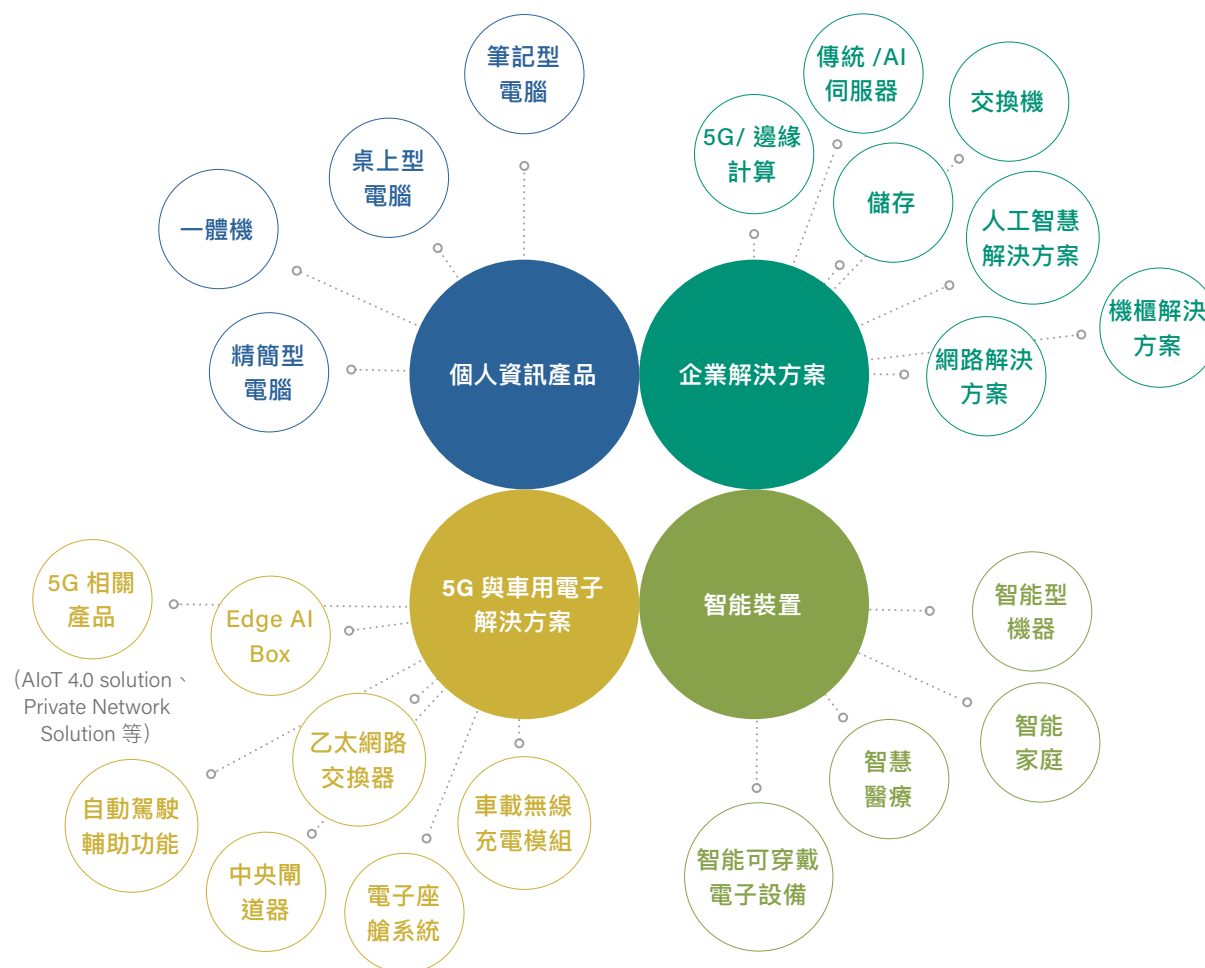 筆記型
電腦
桌上型
電腦
一體機
精簡型
電腦
個人資訊產品
傳統 /AI
伺服器
5G/ 邊緣
計算
交換機
儲存
人工智慧
解決方案
機櫃解決
方案
網路解決
方案
企業解決方案
5G 與車用電子
解決方案
5G 相關
產品
(AIoT 4.0 solution、
Private Network
Solution 等)
Edge AI
Box
乙太網路
交換器
自動駕駛
輔助功能
中央閘
道器
電子座
艙系統
車載無線
充電模組
智能裝置
智能型
機器
智能
家庭
智慧
醫療
智能可穿戴
電子設備